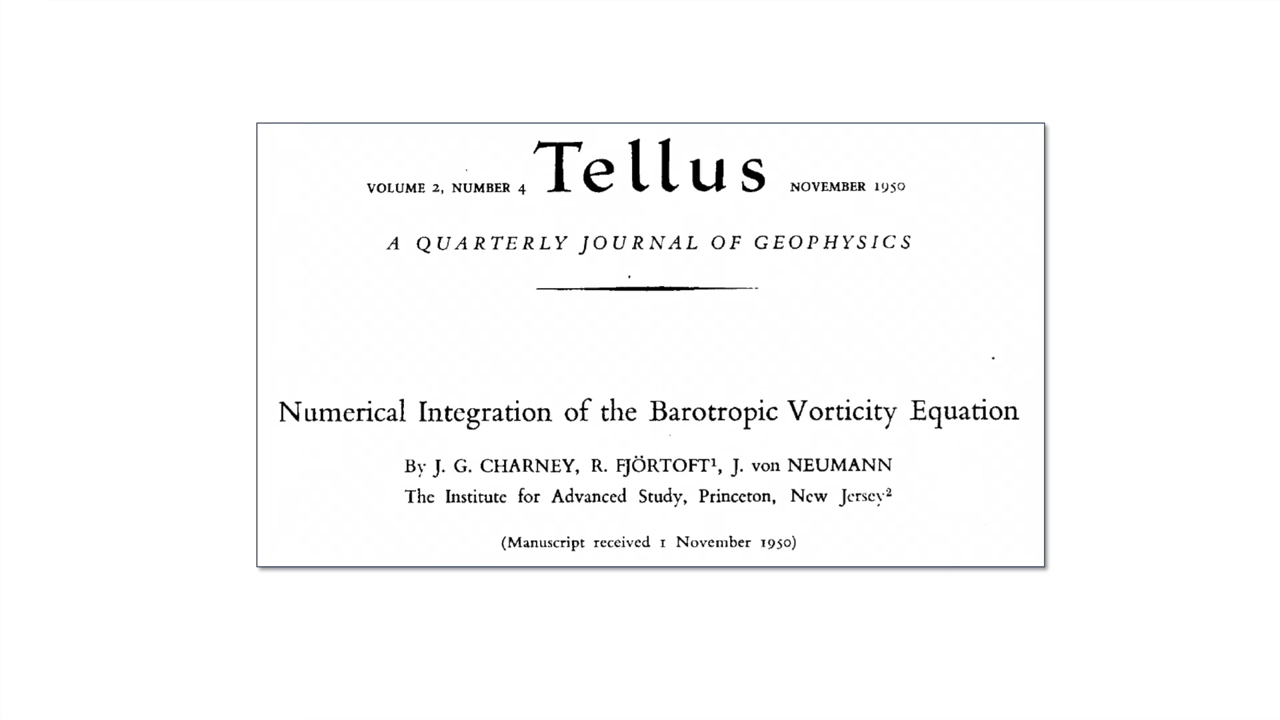 VOLUME 2, NUMBER 4 Tellus NOVEMBER 1950
A QUARTERLY JOURNAL OF GEOPHYSICS
Numerical Integration of the Barotropic Vorticity Equation
By J. G. CHARNEY, R. FJÖRTOFT¹, J. von NEUMANN
The Institute for Advanced Study, Princeton, New Jersey²
(Manuscript received 1 November 1950)